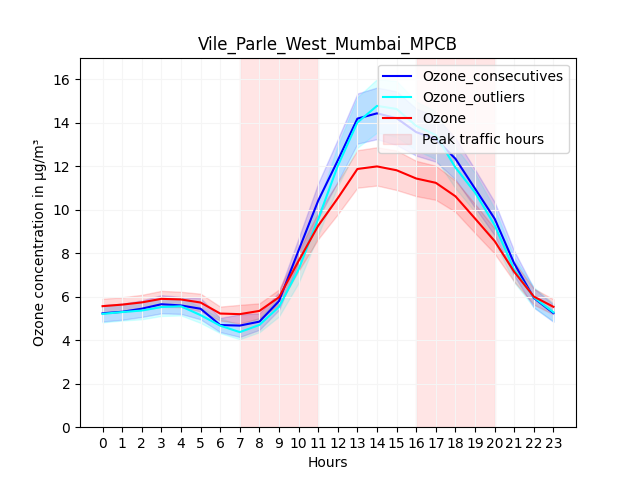 Vile_Parle_West_Mumbai_MPCB
Ozone_consecutives
Ozone_outliers
Ozone
Peak traffic hours
Ozone concentration in µg/m³
16
14
12
10
8
6
4
2
0
0 1 2 3 4 5 6 7 8 9 10 11 12 13 14 15 16 17 18 19 20 21 22 23
Hours